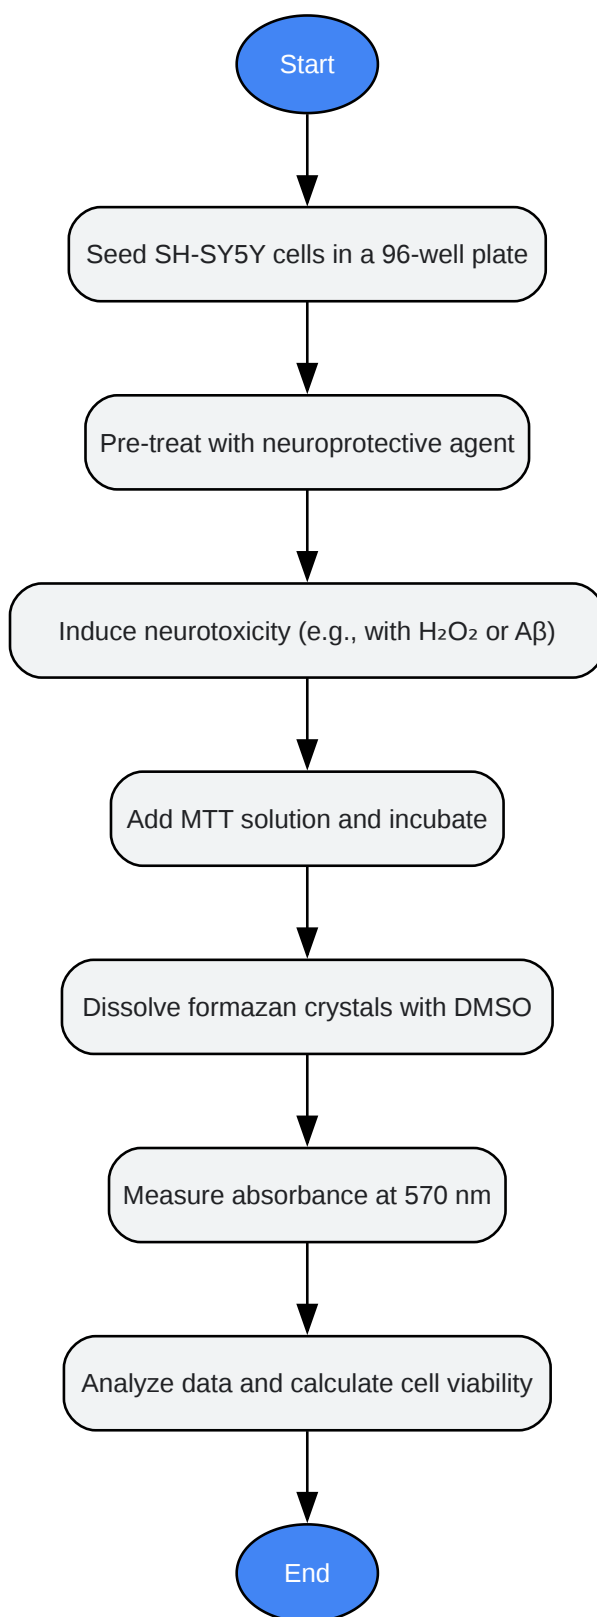 Start
Seed SH-SY5Y cells in a 96-well plate
Pre-treat with neuroprotective agent
Induce neurotoxicity (e.g., with H₂O₂ or Aβ)
Add MTT solution and incubate
Dissolve formazan crystals with DMSO
Measure absorbance at 570 nm
Analyze data and calculate cell viability
End